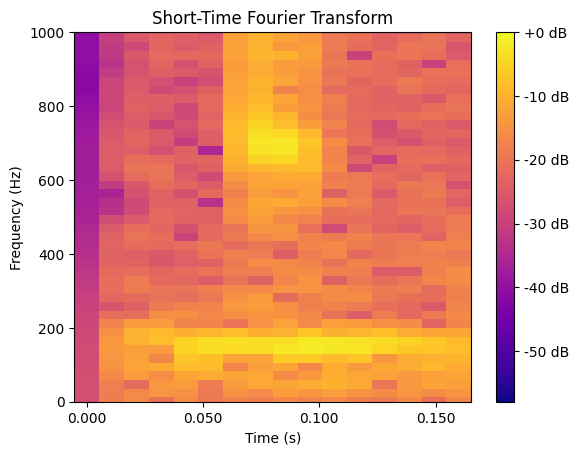 Short-Time Fourier Transform
1000
800
600
400
200
0
Frequency (Hz)
0.000
0.050
0.100
0.150
Time (s)
+0 dB
-10 dB
-20 dB
-30 dB
-40 dB
-50 dB